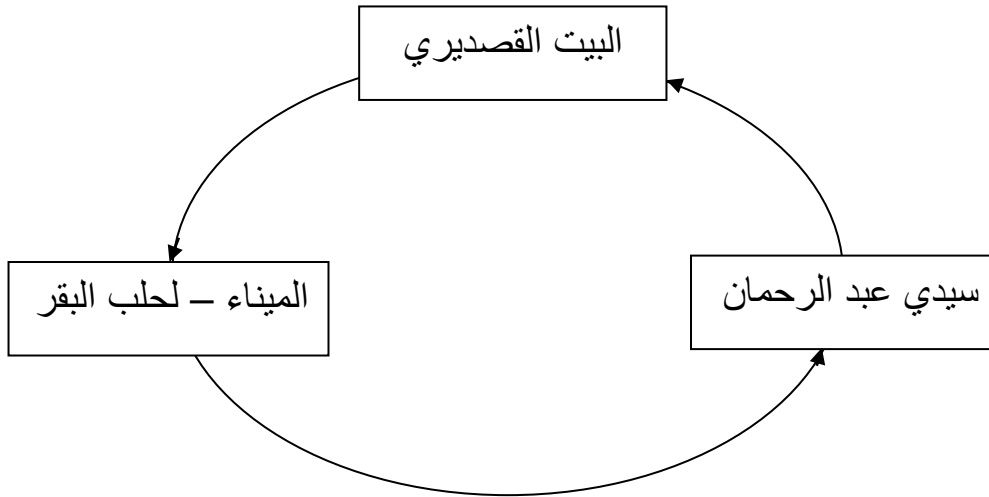 البيت القصديري
سيدي عبد الرحمان
الميناء – لحلب البقر